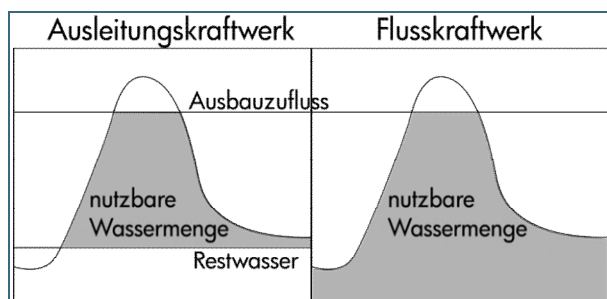 Ausleitungskraftwerk
Flusskraftwerk
Ausbauzufluss
nutzbare
Wassermenge
Restwasser
nutzbare
Wassermenge